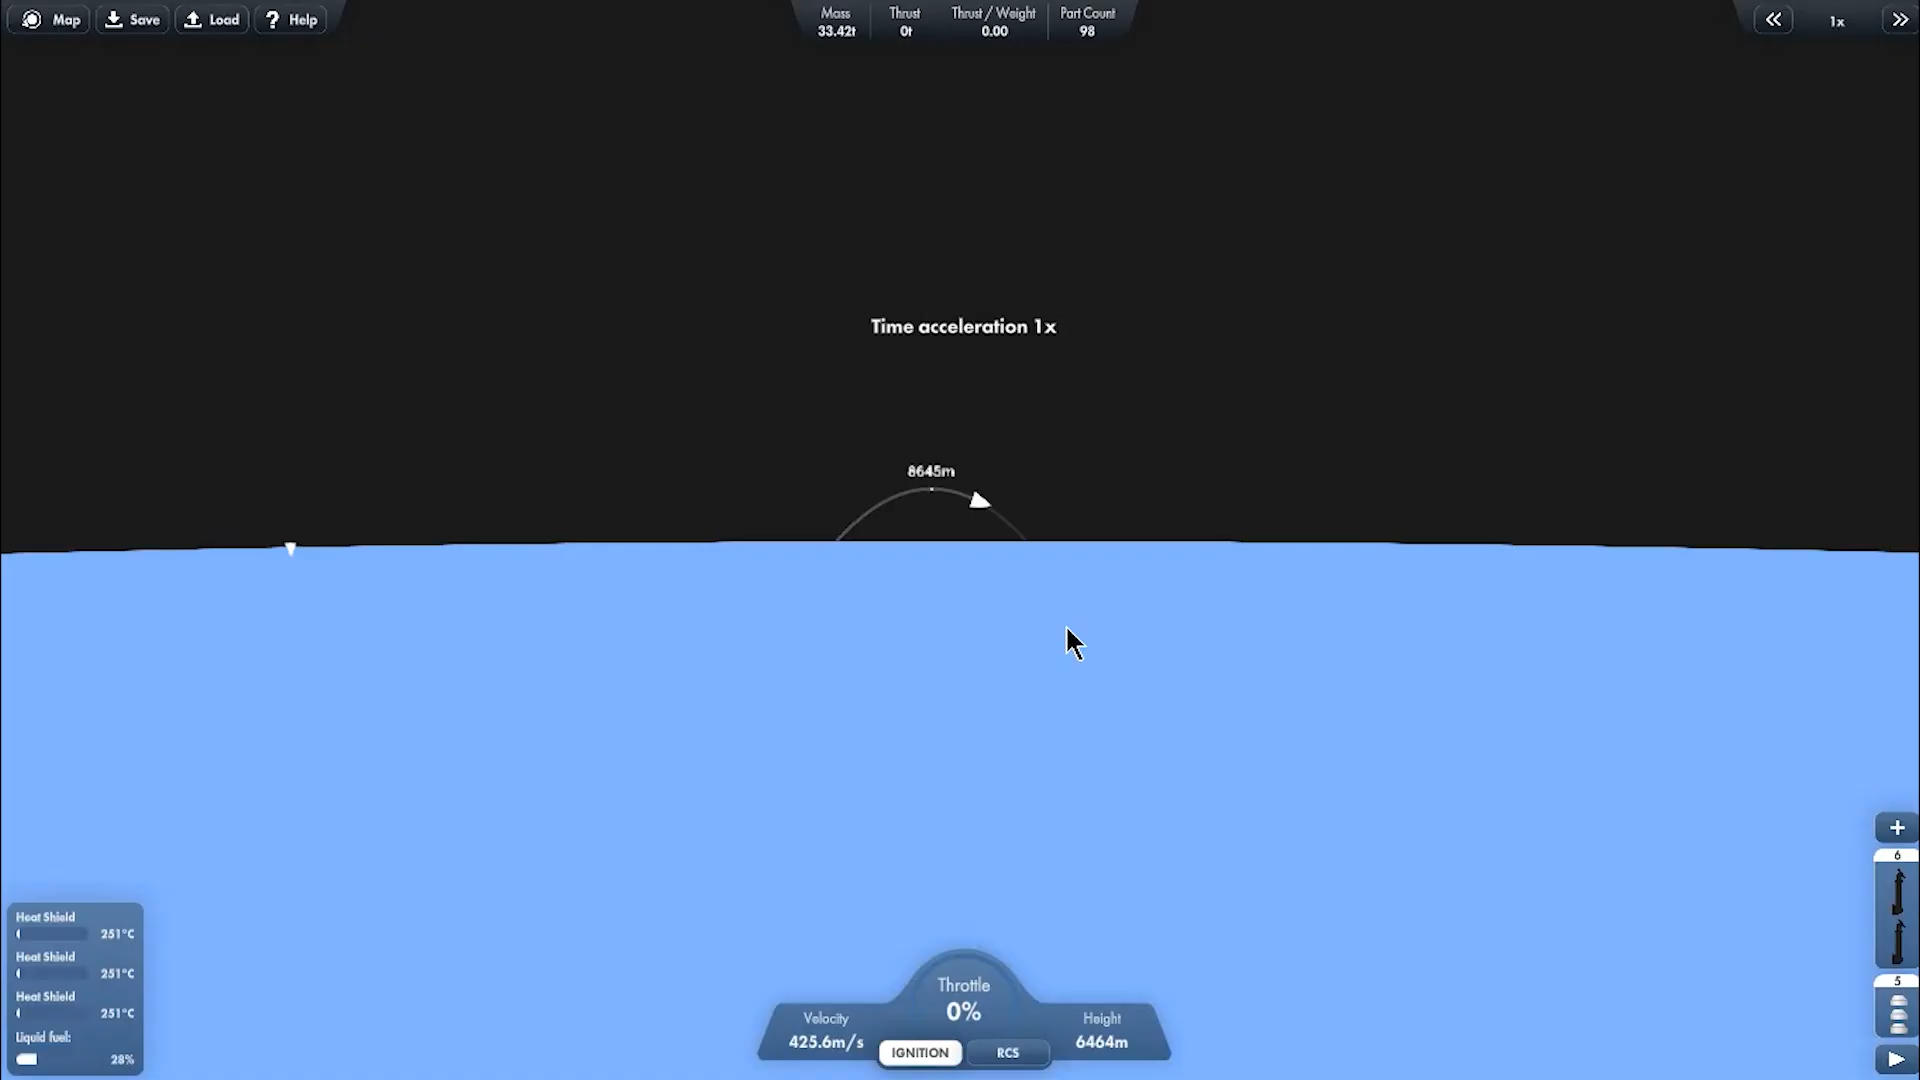 Map
Save
Load
Help
Mass
33.42t
Thrust
0t
Thrust / Weight
0.00
Part Count
98
1x
Time acceleration 1x
8645m
Heat Shield
251°C
Heat Shield
251°C
Heat Shield
251°C
Liquid fuel:
28%
Throttle
0%
Velocity
425.6m/s
Height
6464m
IGNITION
RCS
6
5